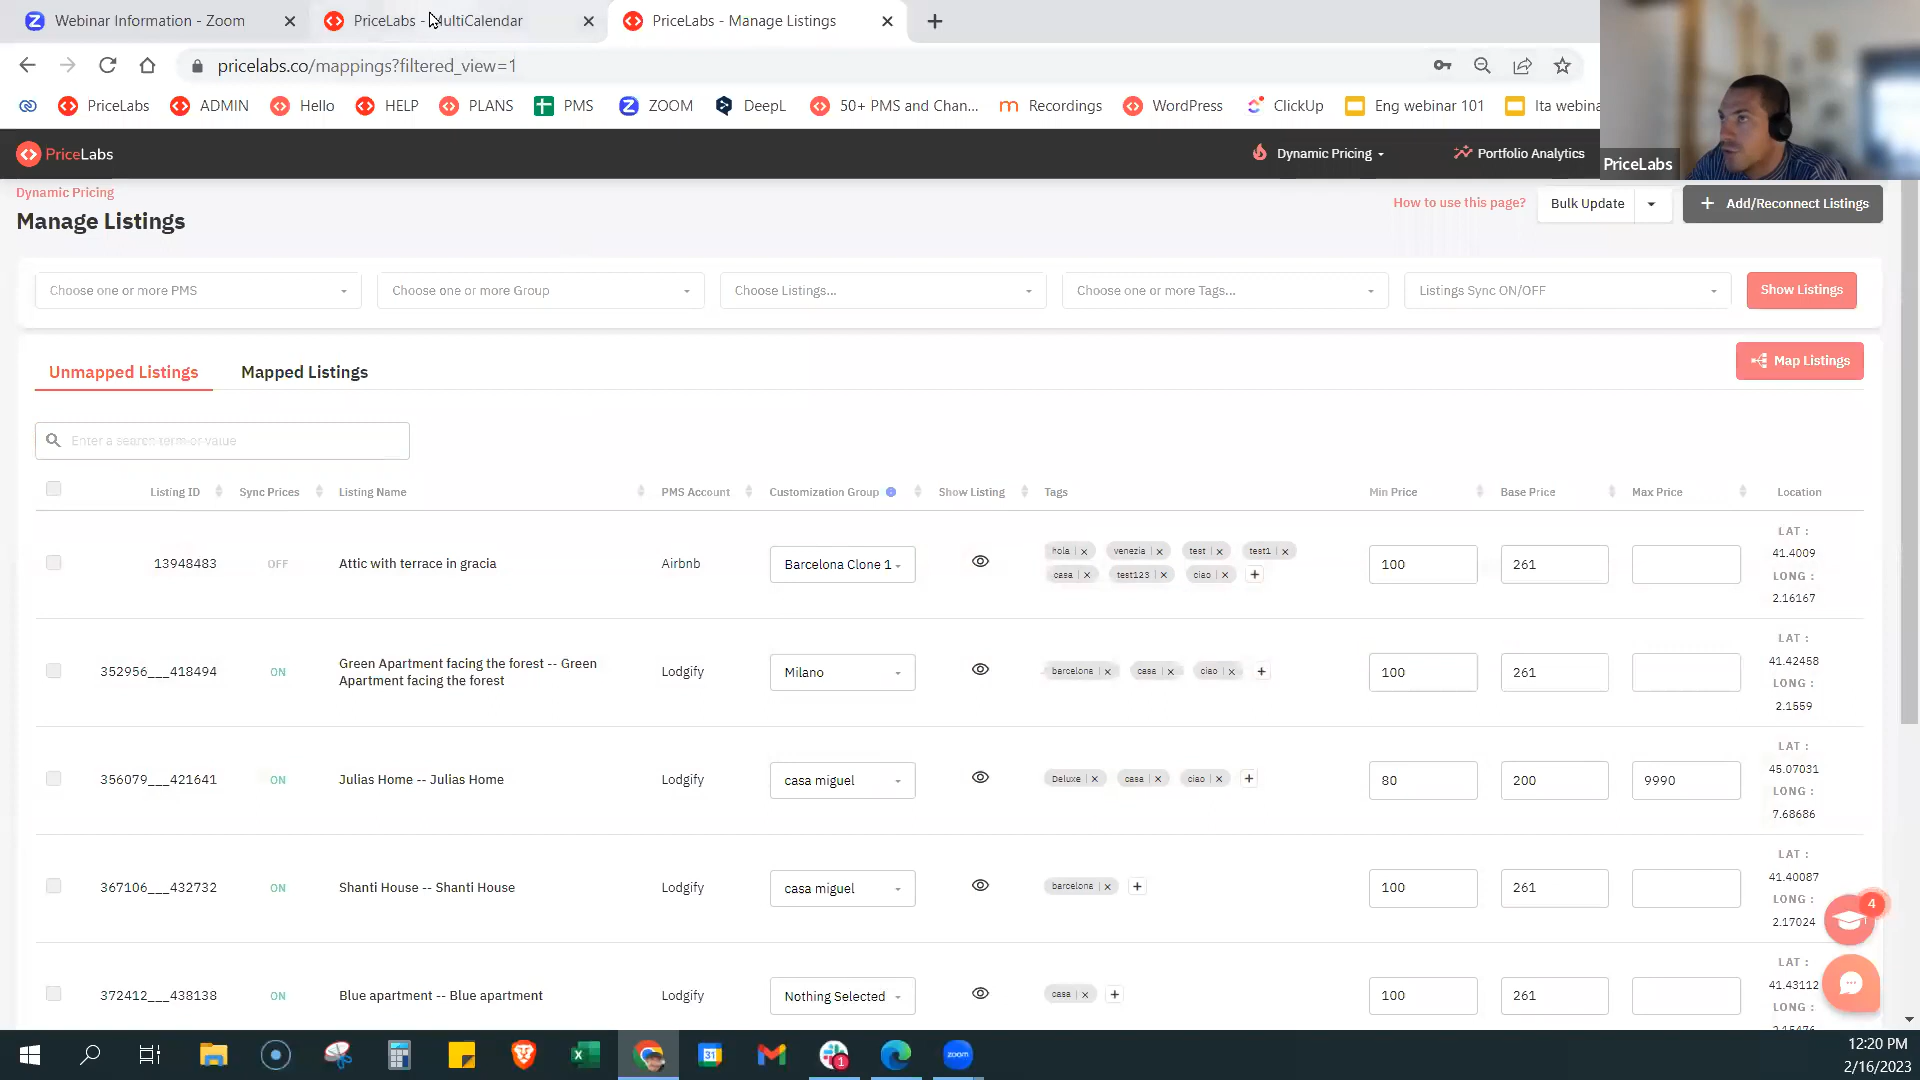 Webinar Information - Zoom
PriceLabs - MultiCalendar
PriceLabs - Manage Listings
pricelabs.co/mappings?filtered_view=1
PriceLabs ADMIN Hello HELP PLANS PMS ZOOM DeepL 50+ PMS and Chan... Recordings WordPress ClickUp Eng webinar 101 Ita webina
PriceLabs
Dynamic Pricing
Portfolio Analytics
PriceLabs
Dynamic Pricing
Manage Listings
How to use this page?
Bulk Update
Add/Reconnect Listings
Choose one or more PMS
Choose one or more Group
Choose Listings...
Choose one or more Tags...
Listings Sync ON/OFF
Show Listings
Unmapped Listings
Mapped Listings
Map Listings
Enter a search term or value
Listing ID Sync Prices Listing Name PMS Account Customization Group Show Listing Tags Min Price Base Price Max Price Location
13948483 OFF Attic with terrace in gracia Airbnb Barcelona Clone 1
hola x venezia x test x test1 x
casa x test123 x ciao x +
100 261
LAT :
41.4009
LONG :
2.16167
352956___418494 ON Green Apartment facing the forest -- Green
Apartment facing the forest
Lodgify Milano barcelona x casa x ciao x + 100 261
LAT :
41.42458
LONG :
2.1559
356079___421641 ON Julias Home -- Julias Home Lodgify casa miguel Deluxe x casa x ciao x + 80 200 9990
LAT :
45.07031
LONG :
7.68686
367106___432732 ON Shanti House -- Shanti House Lodgify casa miguel barcelona x + 100 261
LAT :
41.40087
LONG :
2.17024
4
372412___438138 ON Blue apartment -- Blue apartment Lodgify Nothing Selected casa x + 100 261
LAT :
41.43112
LONG :
31
1
zoom
12:20 PM
2/16/2023